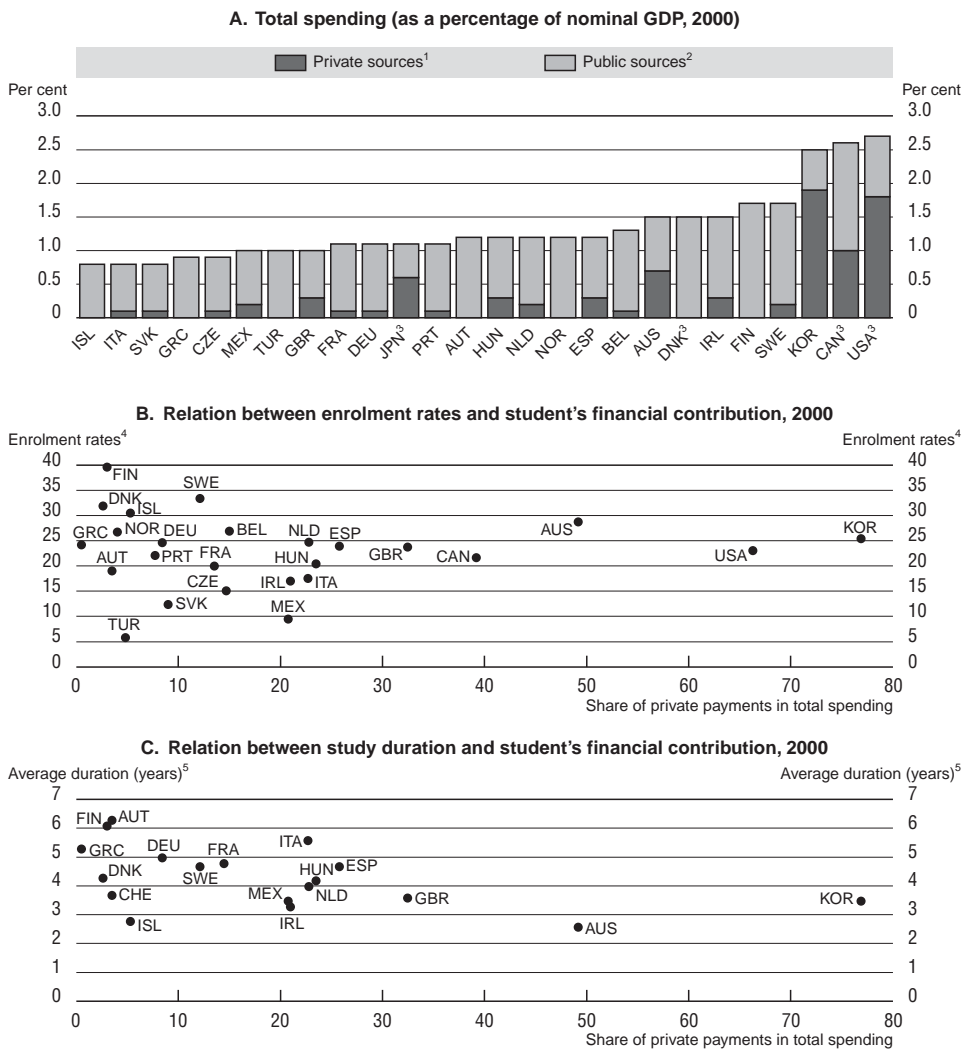 A. Total spending (as a percentage of nominal GDP, 2000)
Private sources¹ Public sources²
Per cent Per cent
3.0 3.0
2.5 2.5
2.0 2.0
1.5 1.5
1.0 1.0
0.5 0.5
0 0
ISL ITA SVK GRC CZE MEX TUR GBR FRA DEU JPN³ PRT AUT HUN NLD NOR ESP BEL AUS DNK³ IRL FIN SWE KOR CAN³ USA³
B. Relation between enrolment rates and student's financial contribution, 2000
Enrolment rates⁴ Enrolment rates⁴
40 40
FIN
35 SWE 35
DNK ISL
30 30
GRC NOR DEU BEL NLD ESP AUS KOR
25 25
AUT PRT FRA HUN GBR CAN USA
20 20
CZE IRL ITA
15 15
SVK MEX
10 10
TUR
5 5
0 0
0 10 20 30 40 50 60 70 80
Share of private payments in total spending
C. Relation between study duration and student's financial contribution, 2000
Average duration (years)⁵ Average duration (years)⁵
7 7
FIN AUT
6 6
GRC DEU FRA ITA
5 5
DNK SWE HUN ESP
4 4
CHE MEX NLD GBR KOR
3 3
ISL IRL AUS
2 2
1 1
0 0
0 10 20 30 40 50 60 70 80
Share of private payments in total spending